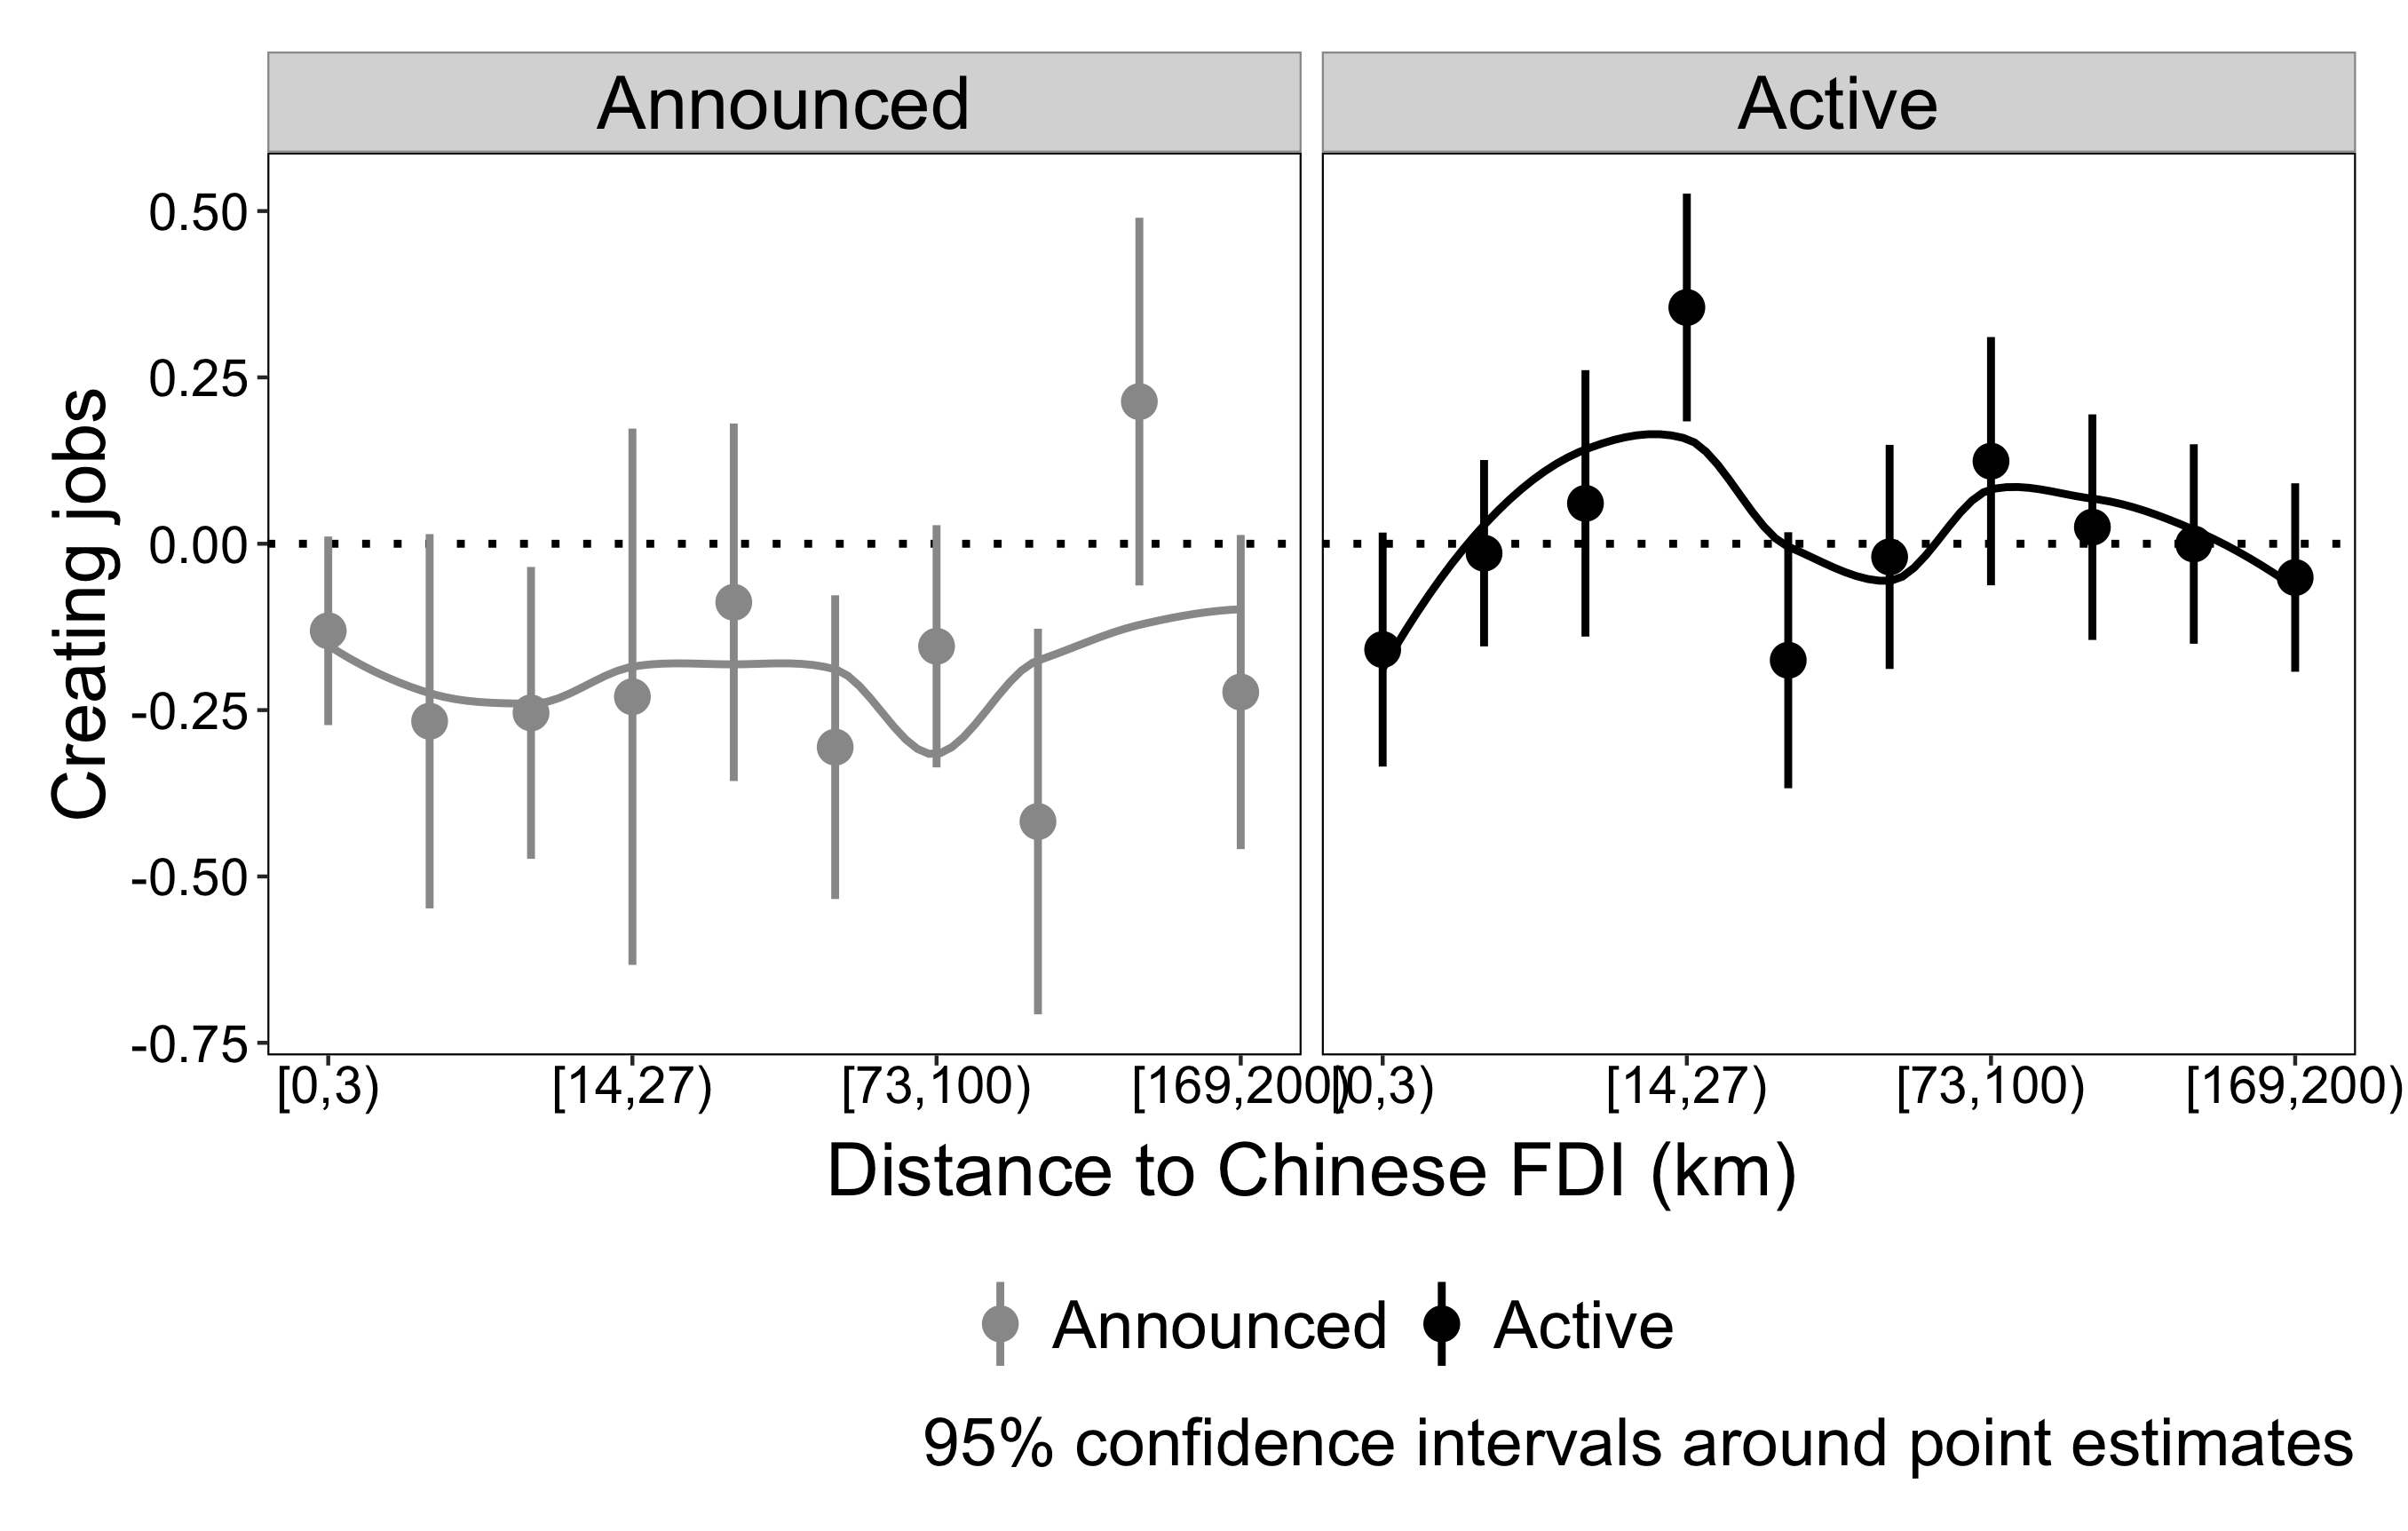 Announced Active
Creating jobs
0.50
0.25
0.00
-0.25
-0.50
-0.75
[0,3) [14,27) [73,100) [169,200) [0,3) [14,27) [73,100) [169,200)
Distance to Chinese FDI (km)
Announced Active
95% confidence intervals around point estimates